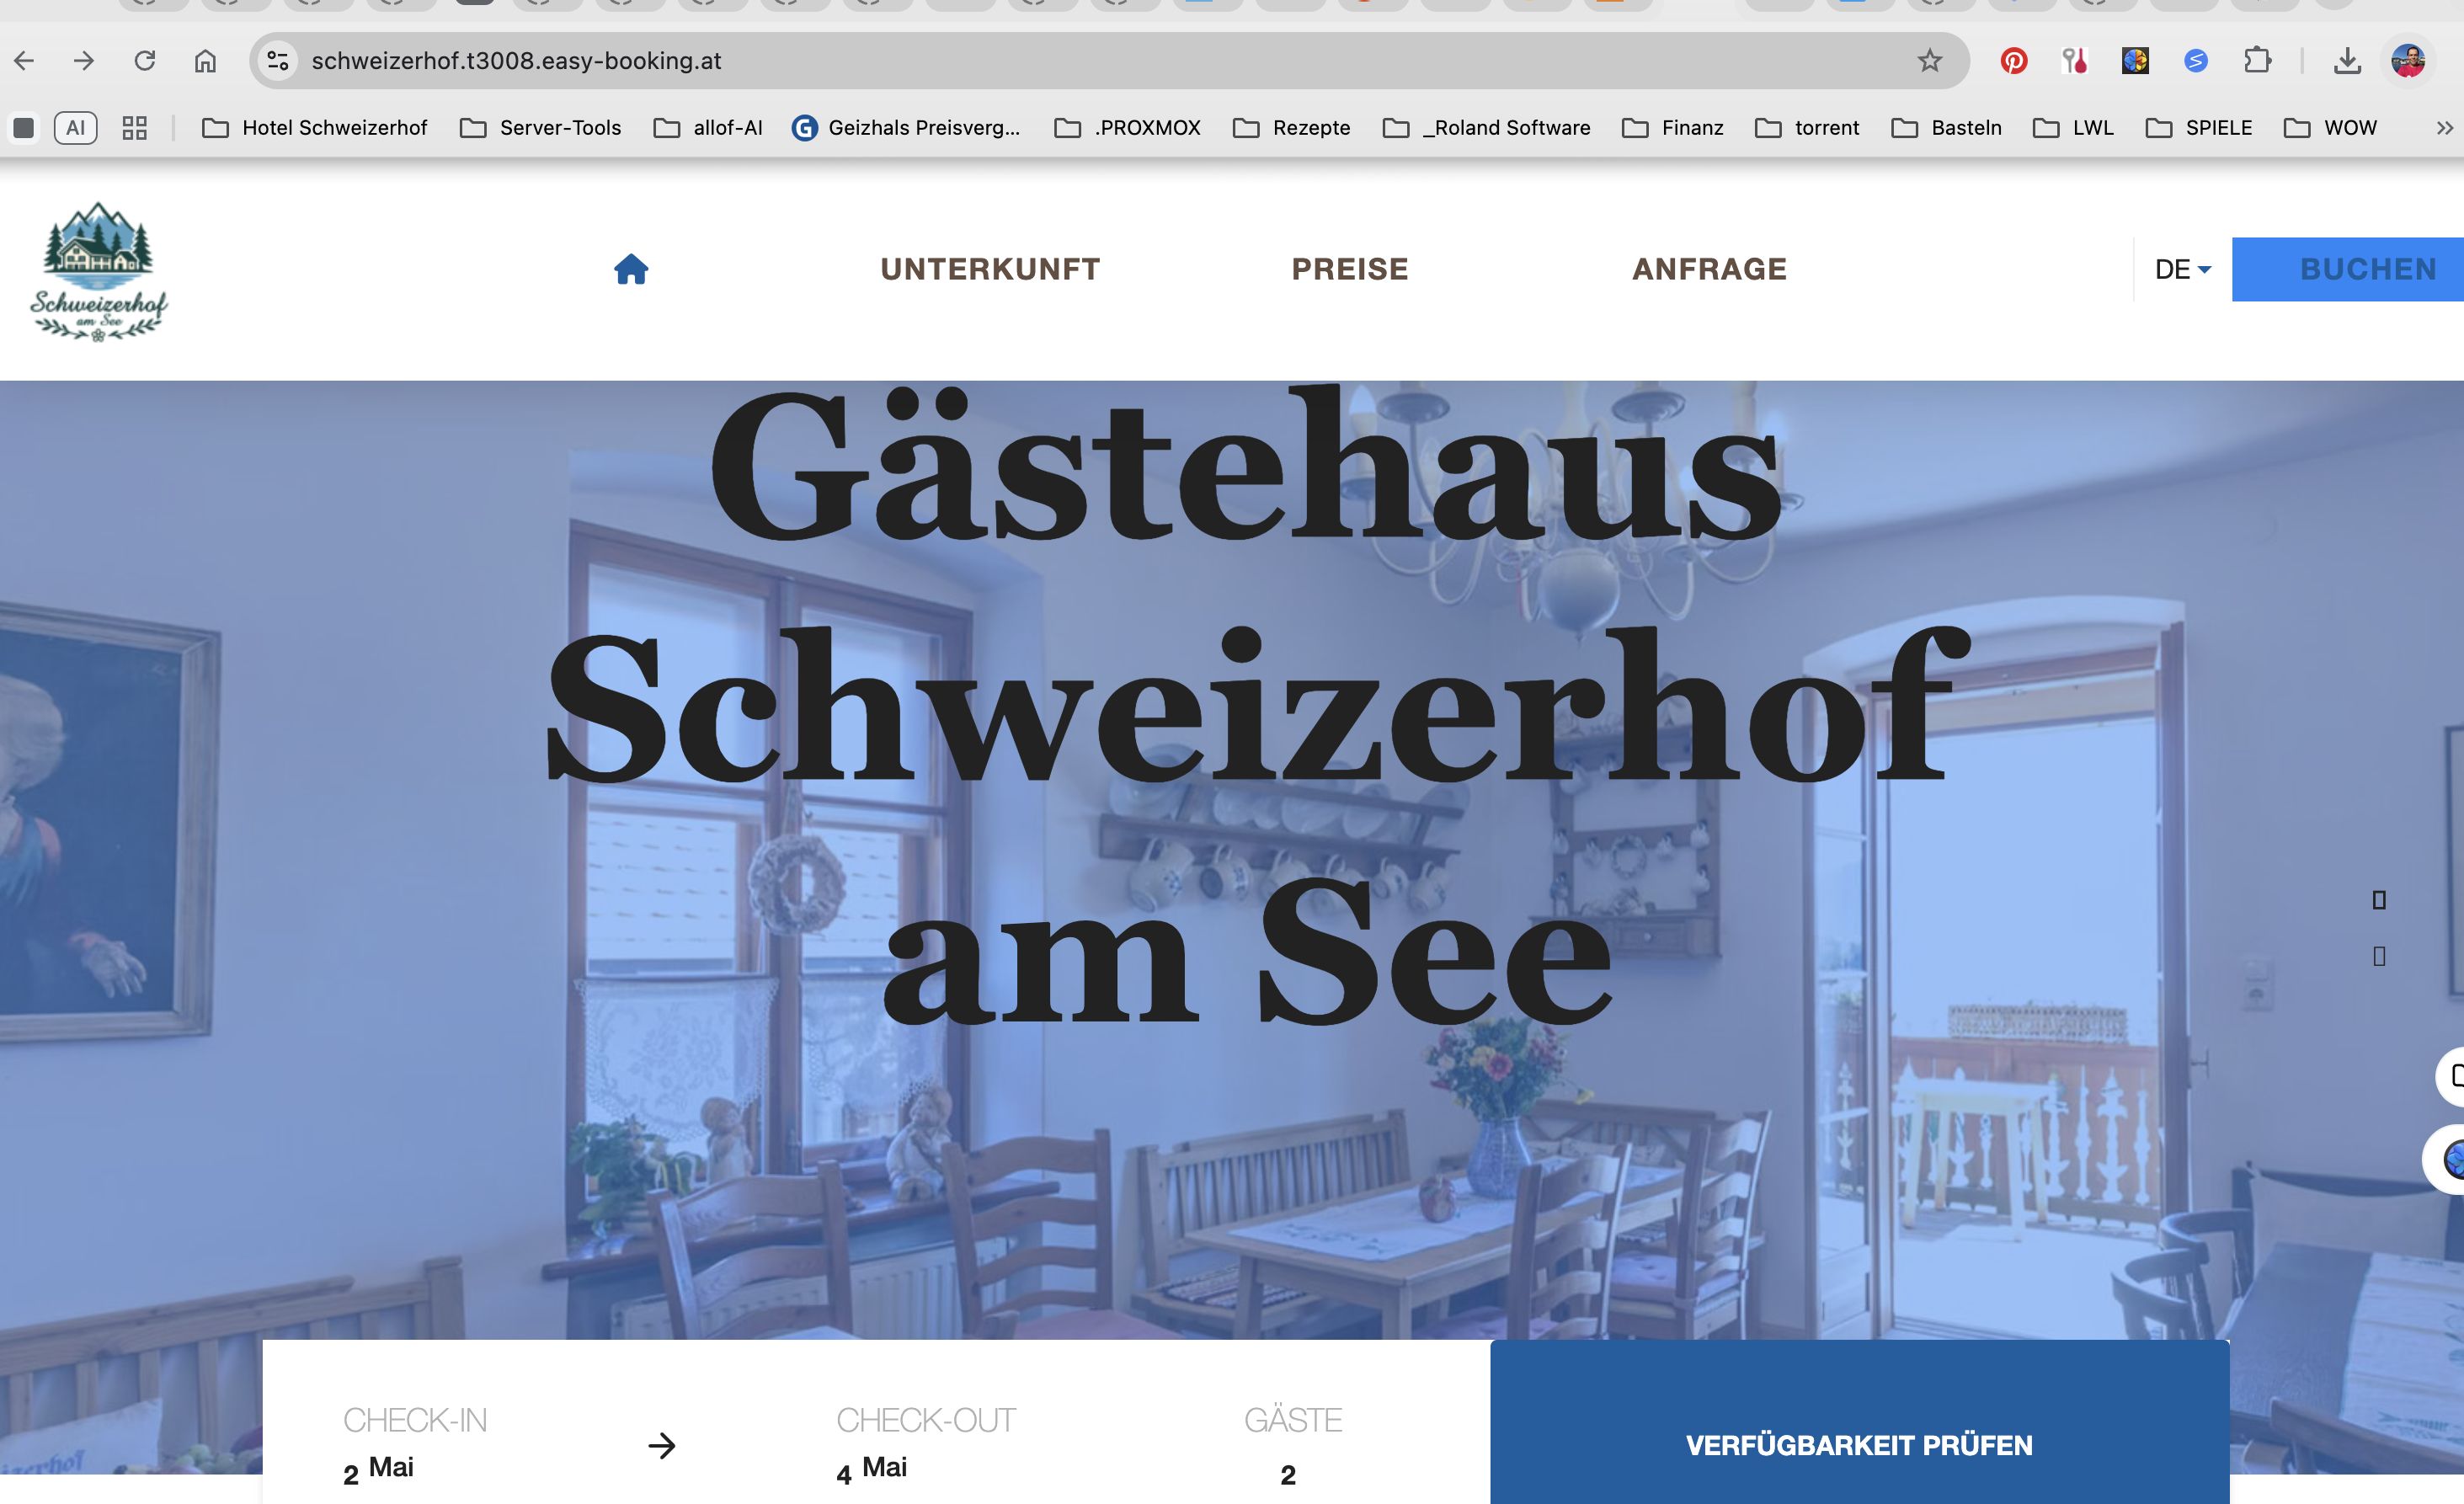 schweizerhof.t3008.easy-booking.at
AI
Hotel Schweizerhof
Server-Tools
allof-AI
G
Geizhals Preisverg...
.PROXMOX
Rezepte
_Roland Software
Finanz
torrent
Basteln
LWL
SPIELE
WOW
Schweizerhof
am See
UNTERKUNFT
PREISE
ANFRAGE
DE
BUCHEN
Gästehaus
Schweizerhof
am See
CHECK-IN
2 Mai
CHECK-OUT
4 Mai
GÄSTE
2
VERFÜGBARKEIT PRÜFEN